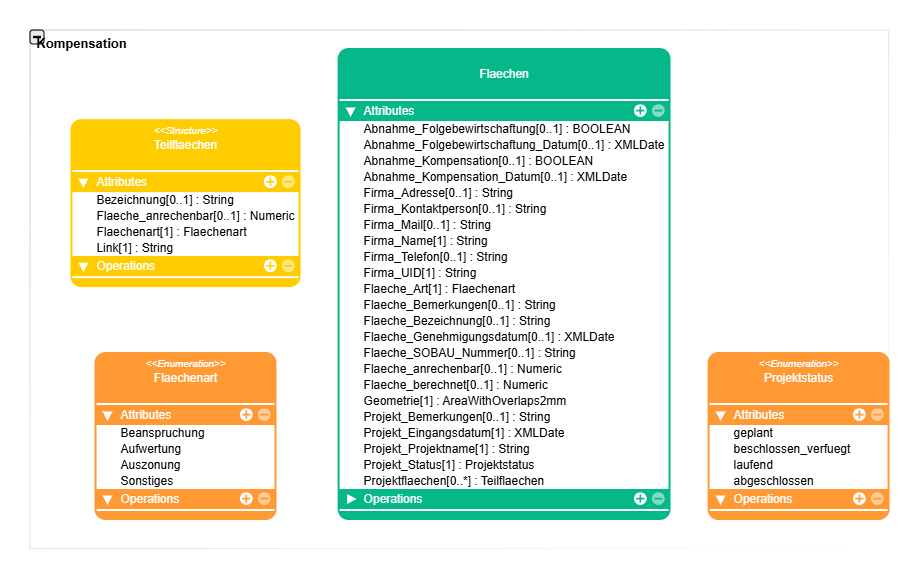 Kompensation
<<Structure>>
Teilflaechen
Attributes
Bezeichnung[0..1] : String
Flaeche_anrechenbar[0..1] : Numeric
Flaechenart[1] : Flaechenart
Link[1] : String
Operations
Flaechen
Attributes
Abnahme_Folgebewirtschaftung[0..1] : BOOLEAN
Abnahme_Folgebewirtschaftung_Datum[0..1] : XMLDate
Abnahme_Kompensation[0..1] : BOOLEAN
Abnahme_Kompensation_Datum[0..1] : XMLDate
Firma_Adresse[0..1] : String
Firma_Kontaktperson[0..1] : String
Firma_Mail[0..1] : String
Firma_Name[1] : String
Firma_Telefon[0..1] : String
Firma_UID[1] : String
Flaeche_Art[1] : Flaechenart
Flaeche_Bemerkungen[0..1] : String
Flaeche_Bezeichnung[0..1] : String
Flaeche_Genehmigungsdatum[0..1] : XMLDate
Flaeche_SOBAU_Nummer[0..1] : String
Flaeche_anrechenbar[0..1] : Numeric
Flaeche_berechnet[0..1] : Numeric
Geometrie[1] : AreaWithOverlaps2mm
Projekt_Bemerkungen[0..1] : String
Projekt_Eingangsdatum[1] : XMLDate
Projekt_Projektname[1] : String
Projekt_Status[1] : Projektstatus
Projektflaechen[0..*] : Teilflaechen
Operations
<<Enumeration>>
Flaechenart
Attributes
Beanspruchung
Aufwertung
Auszonung
Sonstiges
Operations
<<Enumeration>>
Projektstatus
Attributes
geplant
beschlossen_verfuegt
laufend
abgeschlossen
Operations